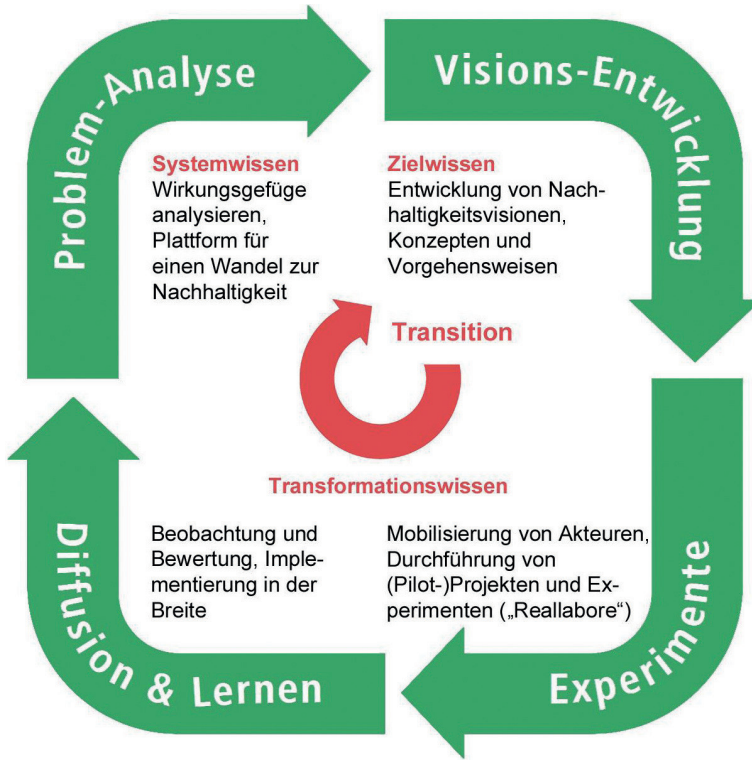 Problem-Analyse
Visions-Entwicklung
Systemwissen
Wirkungsgefüge
analysieren,
Plattform für
einen Wandel zur
Nachhaltigkeit
Zielwissen
Entwicklung von Nach-
haltigkeitsvisionen,
Konzepten und
Vorgehensweisen
Transition
Transformationswissen
Beobachtung und
Bewertung, Imple-
mentierung in der
Breite
Mobilisierung von Akteuren,
Durchführung von
(Pilot-)Projekten und Ex-
perimenten („Reallabore“)
Experimente
Diffusion & Lernen